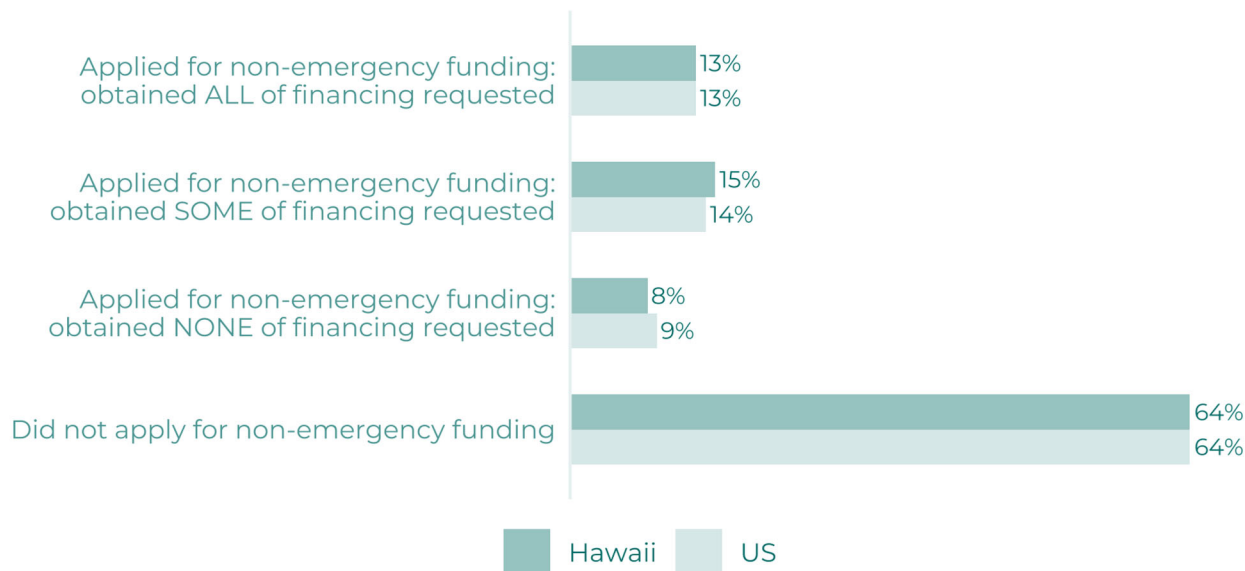 Applied for non-emergency funding:
obtained ALL of financing requested
13%
13%
Applied for non-emergency funding:
obtained SOME of financing requested
15%
14%
Applied for non-emergency funding:
obtained NONE of financing requested
8%
9%
Did not apply for non-emergency funding
64%
64%
Hawaii US